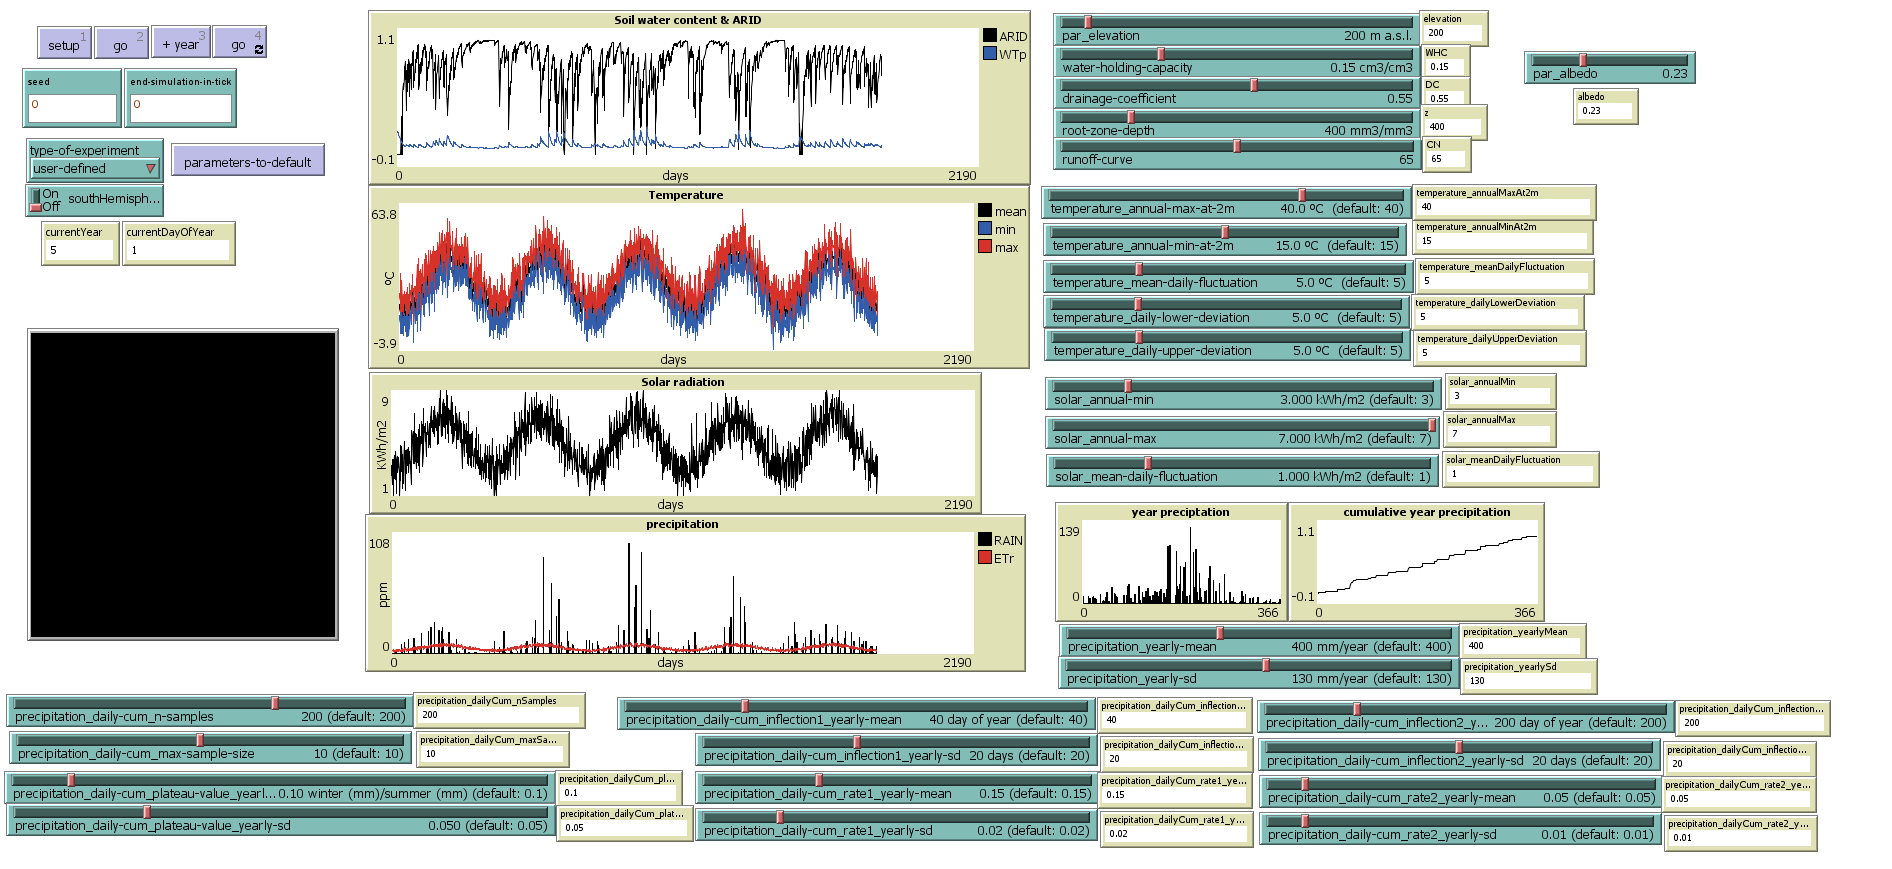 setup
1
go
2
+ year
3
go
4
seed
0
end-simulation-in-tick
0
type-of-experiment
user-defined
parameters-to-default
On
Off
southHemisph...
currentYear
5
currentDayOfYear
1
Soil water content & ARID
1.1
-0.1
0
days
2190
ARID
WTp
Temperature
63.8
ºC
-3.9
0
days
2190
mean
min
max
Solar radiation
9
kWh/m2
1
0
days
2190
precipitation
108
ppm
0
0
days
2190
RAIN
ETr
par_elevation 200 m a.s.l.
elevation
200
water-holding-capacity 0.15 cm3/cm3
WHC
0.15
drainage-coefficient 0.55
DC
0.55
root-zone-depth 400 mm3/mm3
z
400
runoff-curve 65
CN
65
par_albedo 0.23
albedo
0.23
temperature_annual-max-at-2m 40.0 ºC (default: 40)
temperature_annualMaxAt2m
40
temperature_annual-min-at-2m 15.0 ºC (default: 15)
temperature_annualMinAt2m
15
temperature_mean-daily-fluctuation 5.0 ºC (default: 5)
temperature_meanDailyFluctuation
5
temperature_daily-lower-deviation 5.0 ºC (default: 5)
temperature_dailyLowerDeviation
5
temperature_daily-upper-deviation 5.0 ºC (default: 5)
temperature_dailyUpperDeviation
5
solar_annual-min 3.000 kWh/m2 (default: 3)
solar_annualMin
3
solar_annual-max 7.000 kWh/m2 (default: 7)
solar_annualMax
7
solar_mean-daily-fluctuation 1.000 kWh/m2 (default: 1)
solar_meanDailyFluctuation
1
year preciptation
139
0
0
366
cumulative year precipitation
1.1
-0.1
0
366
precipitation_yearly-mean 400 mm/year (default: 400)
precipitation_yearlyMean
400
precipitation_yearly-sd 130 mm/year (default: 130)
precipitation_yearlySd
130
precipitation_daily-cum_n-samples 200 (default: 200)
precipitation_dailyCum_nSamples
200
precipitation_daily-cum_max-sample-size 10 (default: 10)
precipitation_dailyCum_maxSa...
10
precipitation_daily-cum_plateau-value_yearl... 0.10 winter (mm)/summer (mm) (default: 0.1)
precipitation_dailyCum_pl...
0.1
precipitation_daily-cum_plateau-value_yearly-sd 0.050 (default: 0.05)
precipitation_dailyCum_plat...
0.05
precipitation_daily-cum_inflection1_yearly-mean 40 day of year (default: 40)
precipitation_dailyCum_inflection...
40
precipitation_daily-cum_inflection1_yearly-sd 20 days (default: 20)
precipitation_dailyCum_inflectio...
20
precipitation_daily-cum_rate1_yearly-mean 0.15 (default: 0.15)
precipitation_dailyCum_rate1_ye...
0.15
precipitation_daily-cum_rate1_yearly-sd 0.02 (default: 0.02)
precipitation_dailyCum_rate1_y...
0.02
precipitation_daily-cum_inflection2_y... 200 day of year (default: 200)
precipitation_dailyCum_inflection...
200
precipitation_daily-cum_inflection2_yearly-sd 20 days (default: 20)
precipitation_dailyCum_inflectio...
20
precipitation_daily-cum_rate2_yearly-mean 0.05 (default: 0.05)
precipitation_dailyCum_rate2_ye...
0.05
precipitation_daily-cum_rate2_yearly-sd 0.01 (default: 0.01)
precipitation_dailyCum_rate2_y...
0.01